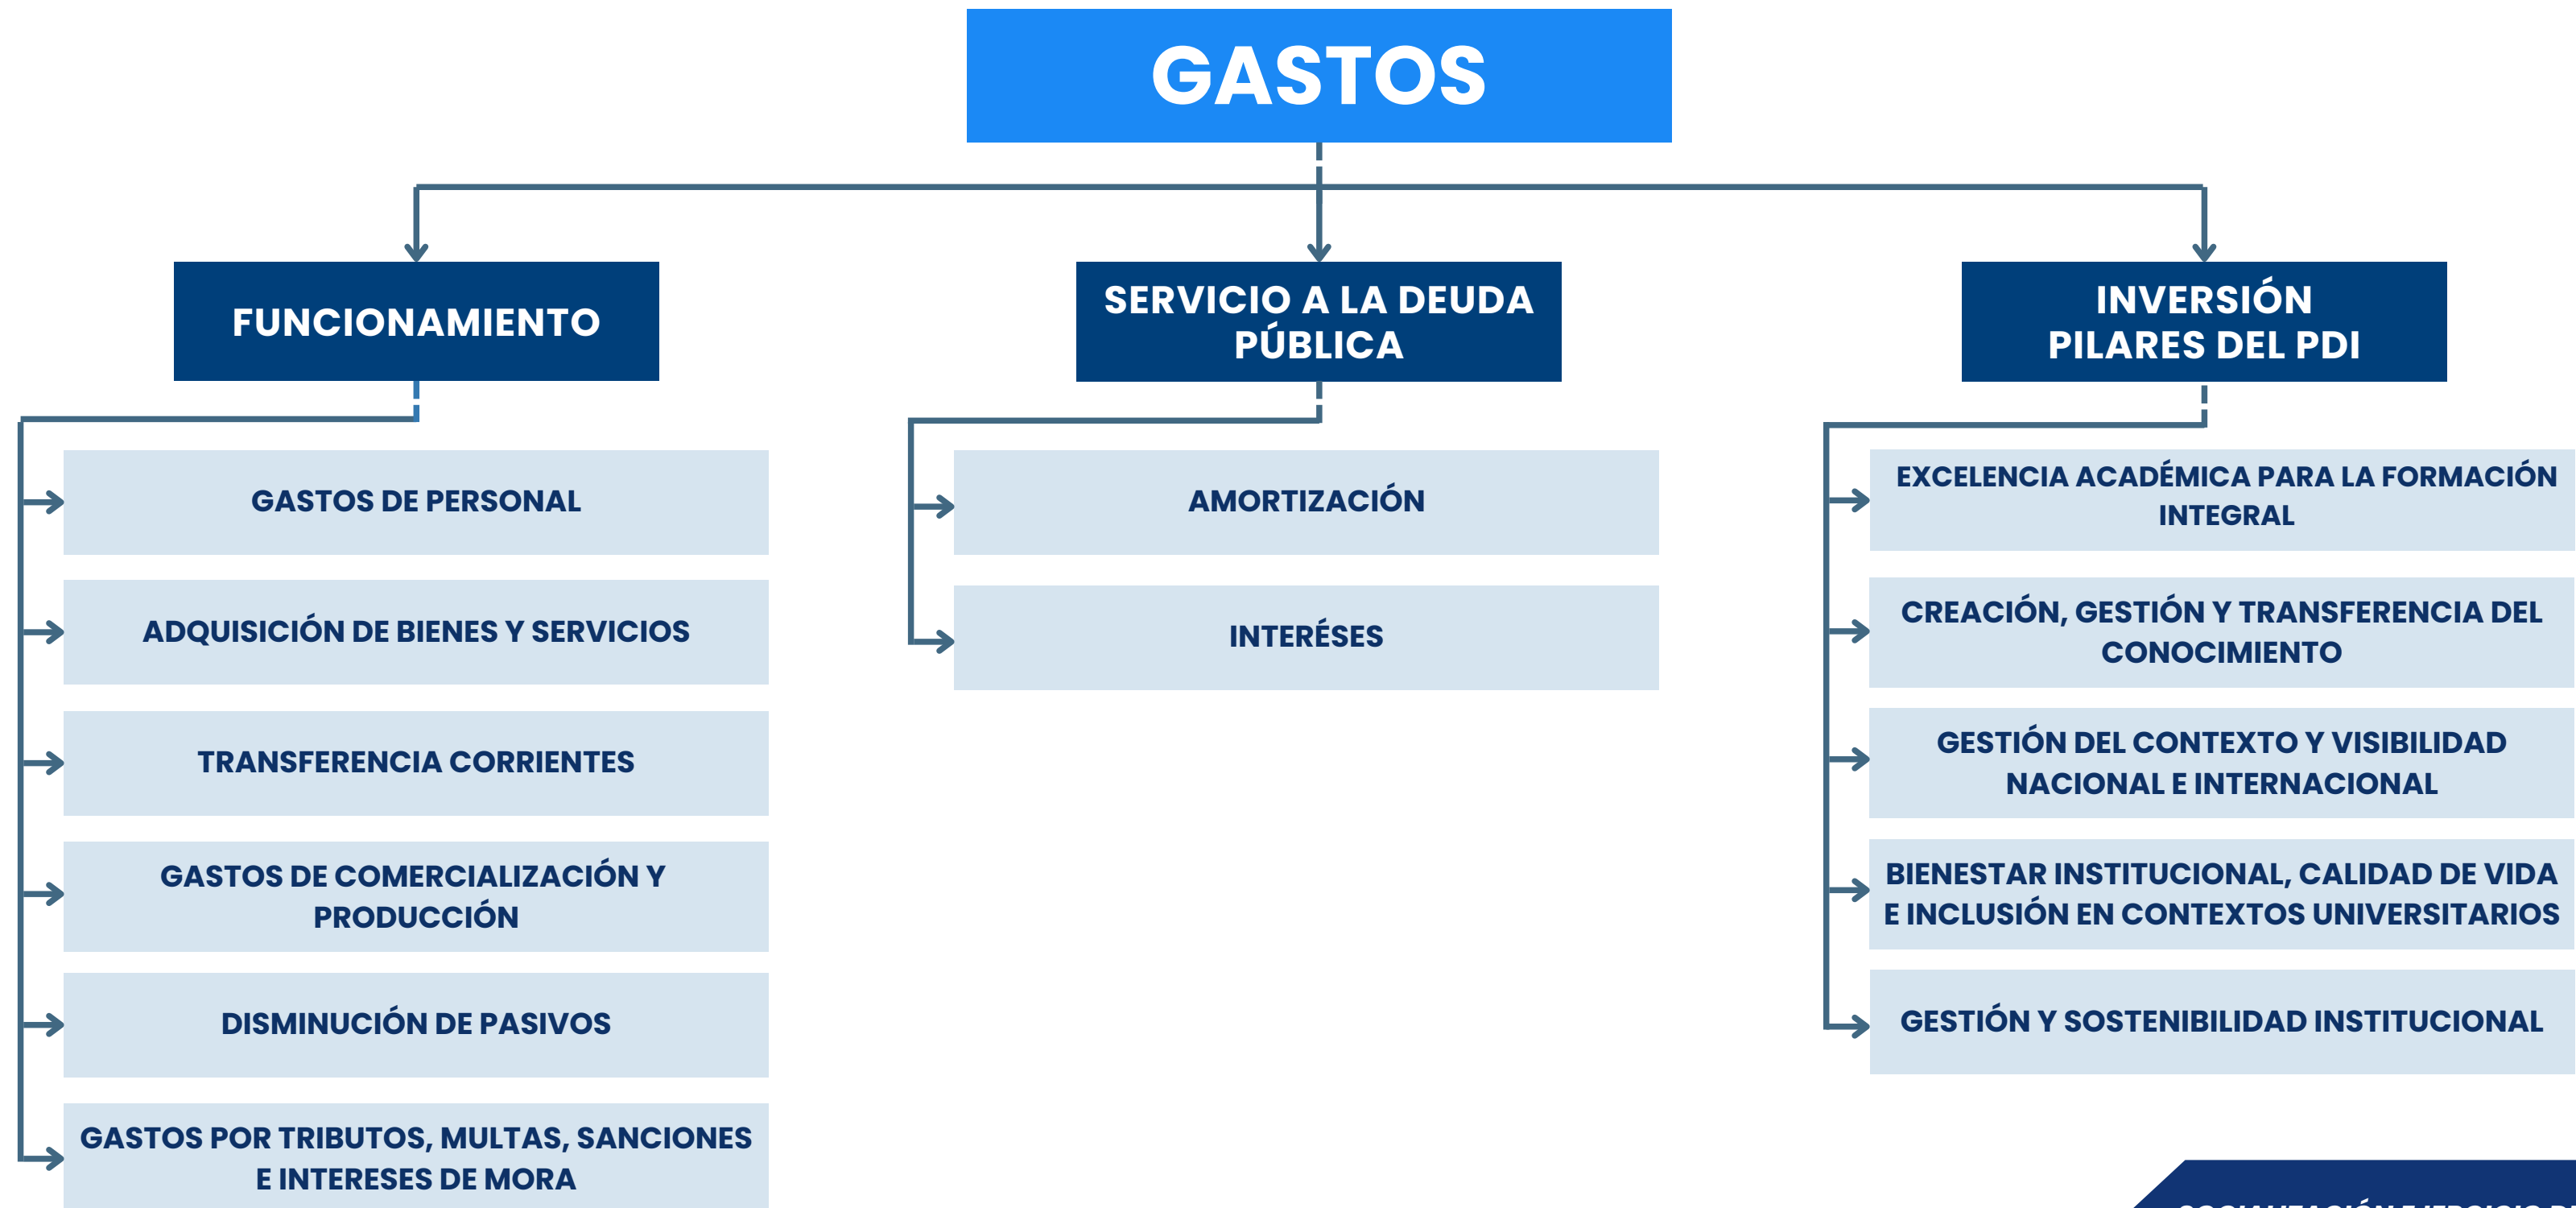 GASTOS
FUNCIONAMIENTO
SERVICIO A LA DEUDA
PÚBLICA
INVERSIÓN
PILARES DEL PDI
GASTOS DE PERSONAL
ADQUISICIÓN DE BIENES Y SERVICIOS
TRANSFERENCIA CORRIENTES
GASTOS DE COMERCIALIZACIÓN Y
PRODUCCIÓN
DISMINUCIÓN DE PASIVOS
GASTOS POR TRIBUTOS, MULTAS, SANCIONES
E INTERESES DE MORA
AMORTIZACIÓN
INTERÉSES
EXCELENCIA ACADÉMICA PARA LA FORMACIÓN
INTEGRAL
CREACIÓN, GESTIÓN Y TRANSFERENCIA DEL
CONOCIMIENTO
GESTIÓN DEL CONTEXTO Y VISIBILIDAD
NACIONAL E INTERNACIONAL
BIENESTAR INSTITUCIONAL, CALIDAD DE VIDA
E INCLUSIÓN EN CONTEXTOS UNIVERSITARIOS
GESTIÓN Y SOSTENIBILIDAD INSTITUCIONAL